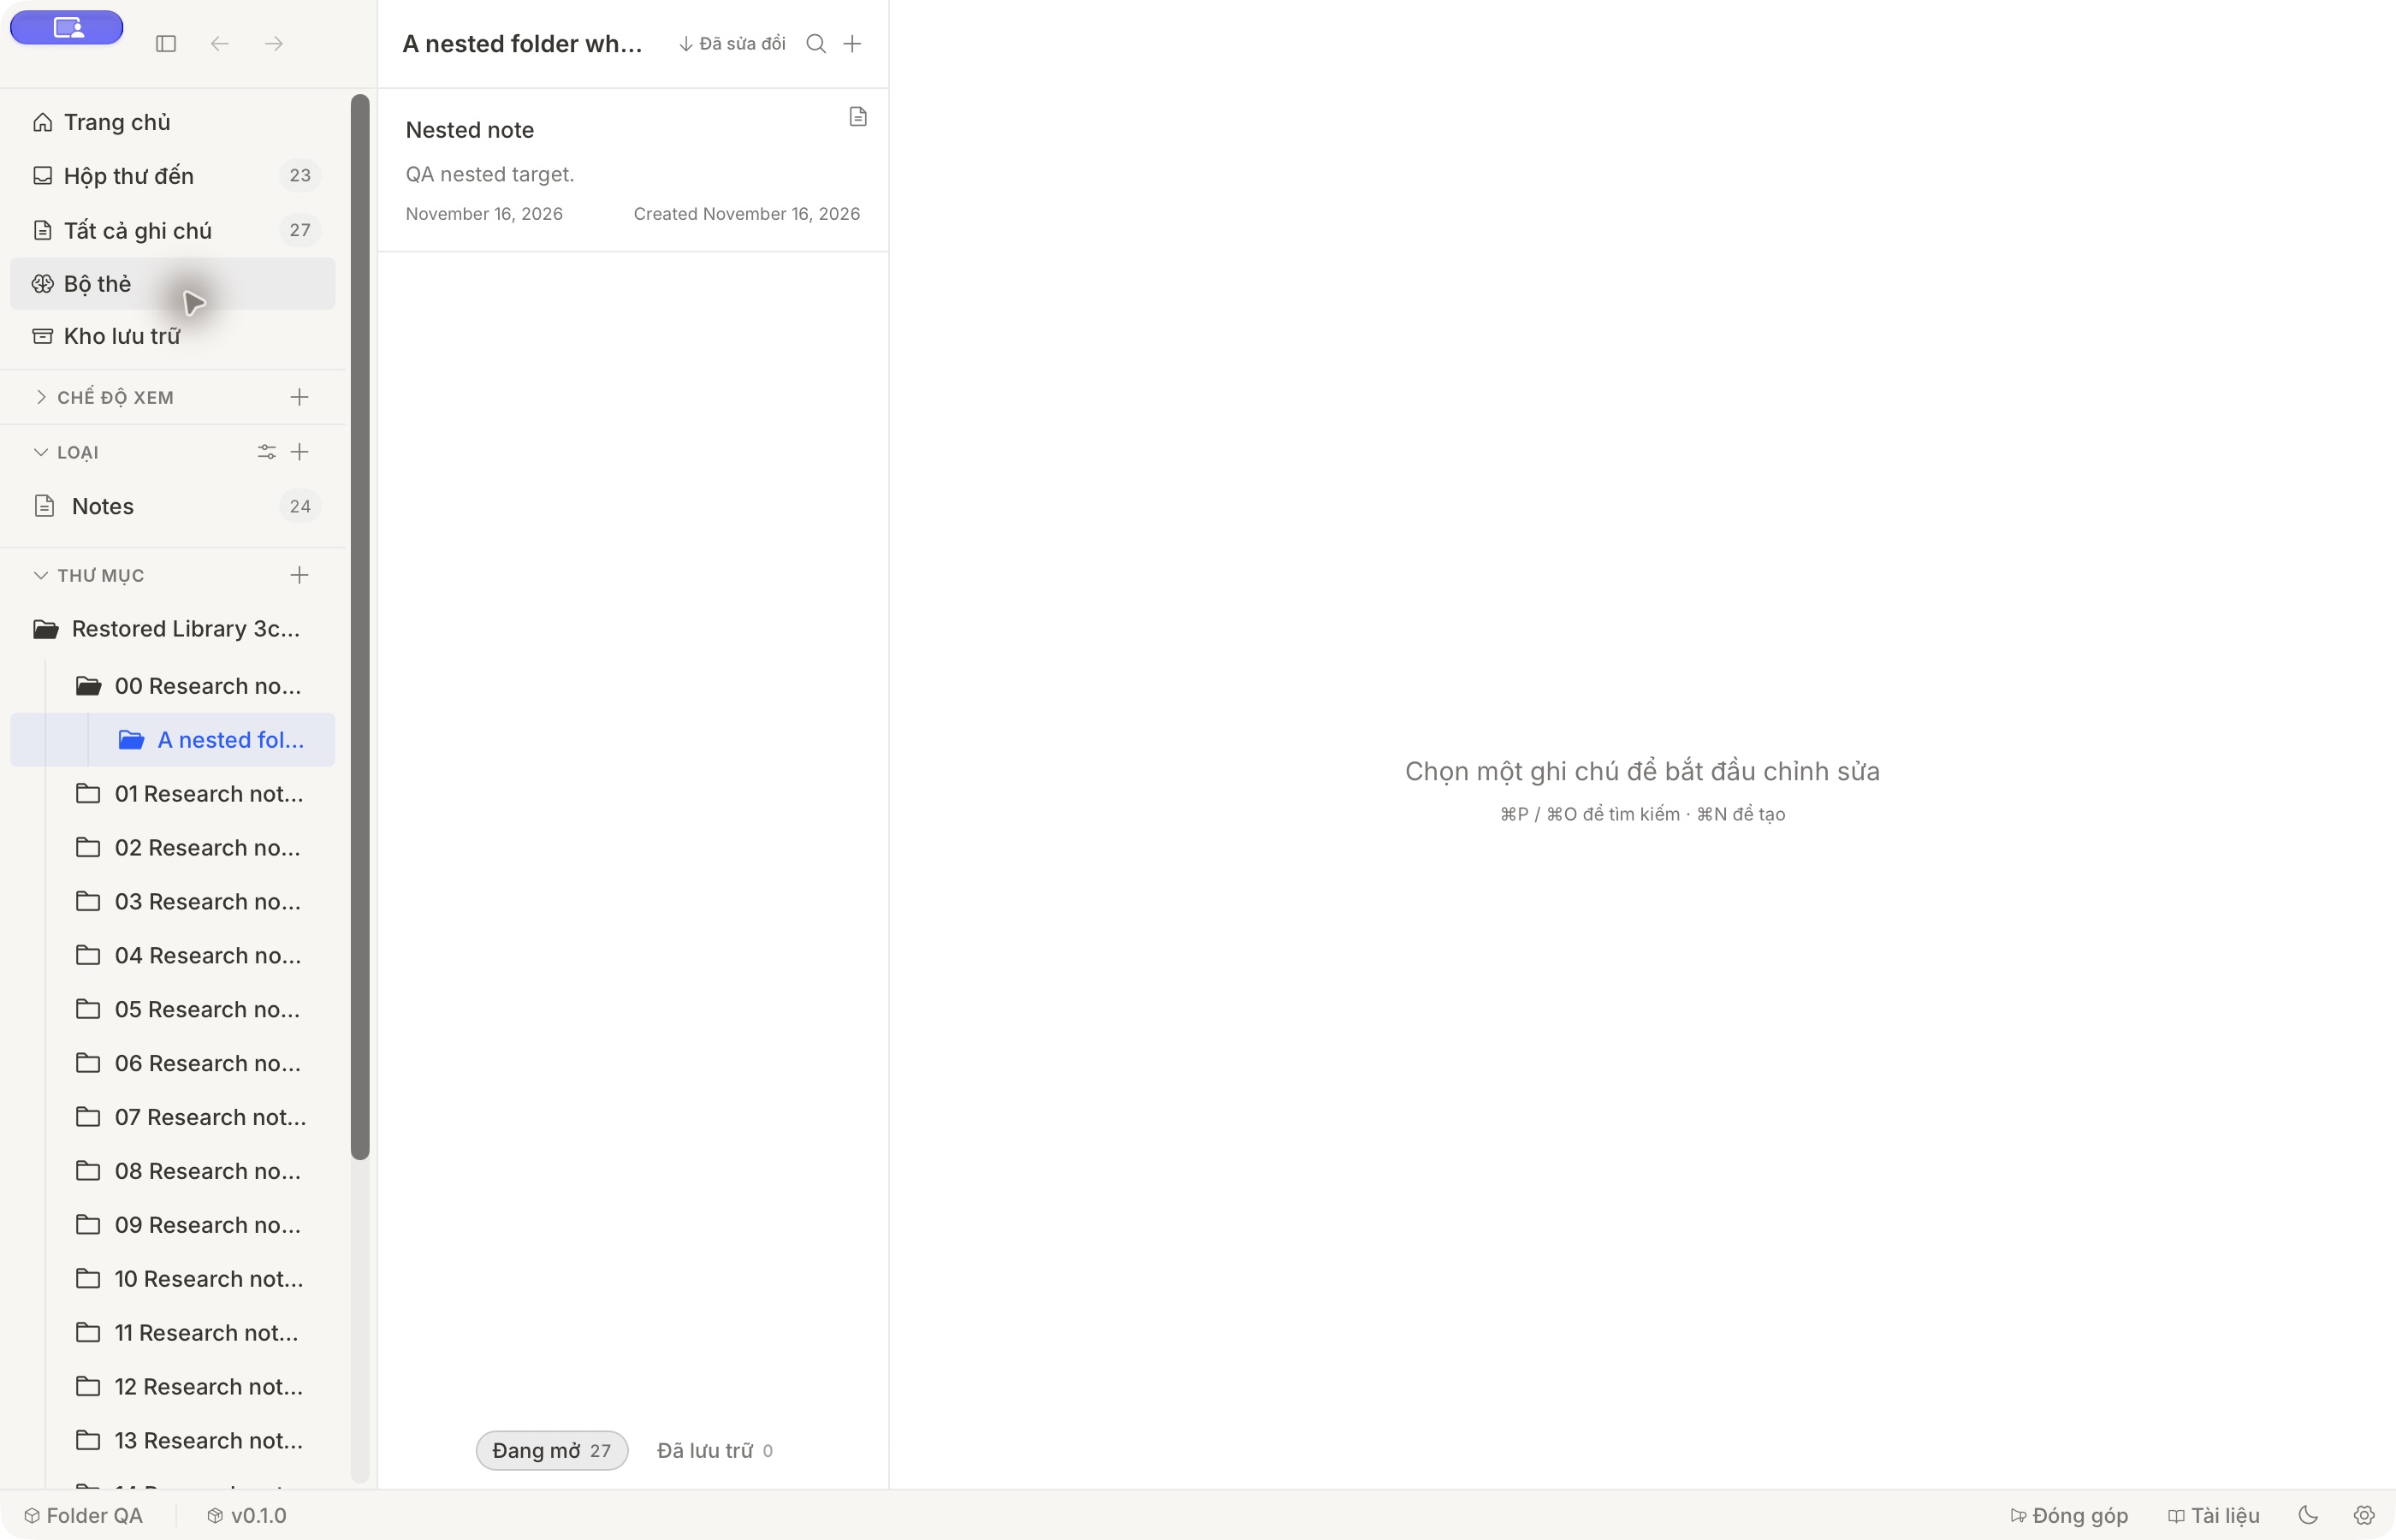 A nested folder wh...
Đã sửa đổi
Trang chủ
Hộp thư đến 23
Tất cả ghi chú 27
Bộ thẻ
Kho lưu trữ
CHẾ ĐỘ XEM
LOẠI
Notes 24
THƯ MỤC
Restored Library 3c...
00 Research no...
A nested fol...
01 Research not...
02 Research no...
03 Research no...
04 Research no...
05 Research no...
06 Research no...
07 Research not...
08 Research no...
09 Research no...
10 Research not...
11 Research not...
12 Research not...
13 Research not...
Nested note
QA nested target.
November 16, 2026 Created November 16, 2026
Đang mở 27 Đã lưu trữ 0
Chọn một ghi chú để bắt đầu chỉnh sửa
⌘P / ⌘O để tìm kiếm · ⌘N để tạo
Folder QA v0.1.0 Đóng góp Tài liệu